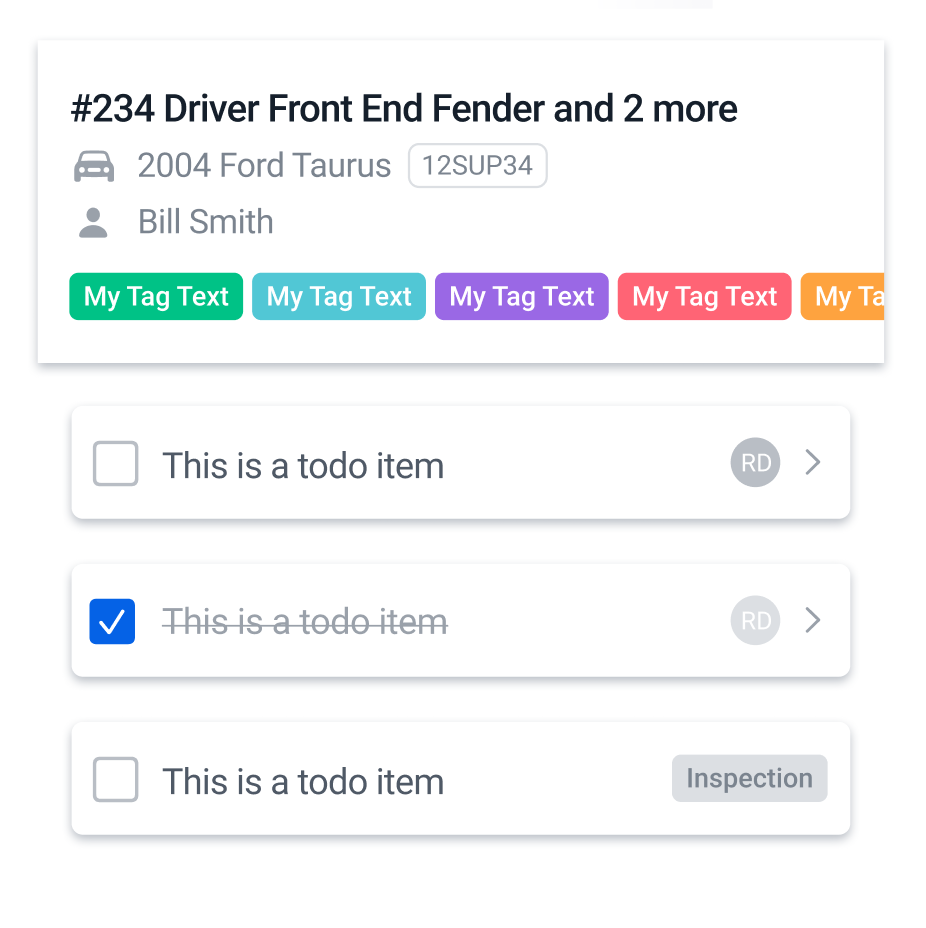 #234 Driver Front End Fender and 2 more
2004 Ford Taurus 12SUP34
Bill Smith
My Tag Text My Tag Text My Tag Text My Tag Text My Ta
This is a todo item RD
This is a todo item RD
This is a todo item Inspection